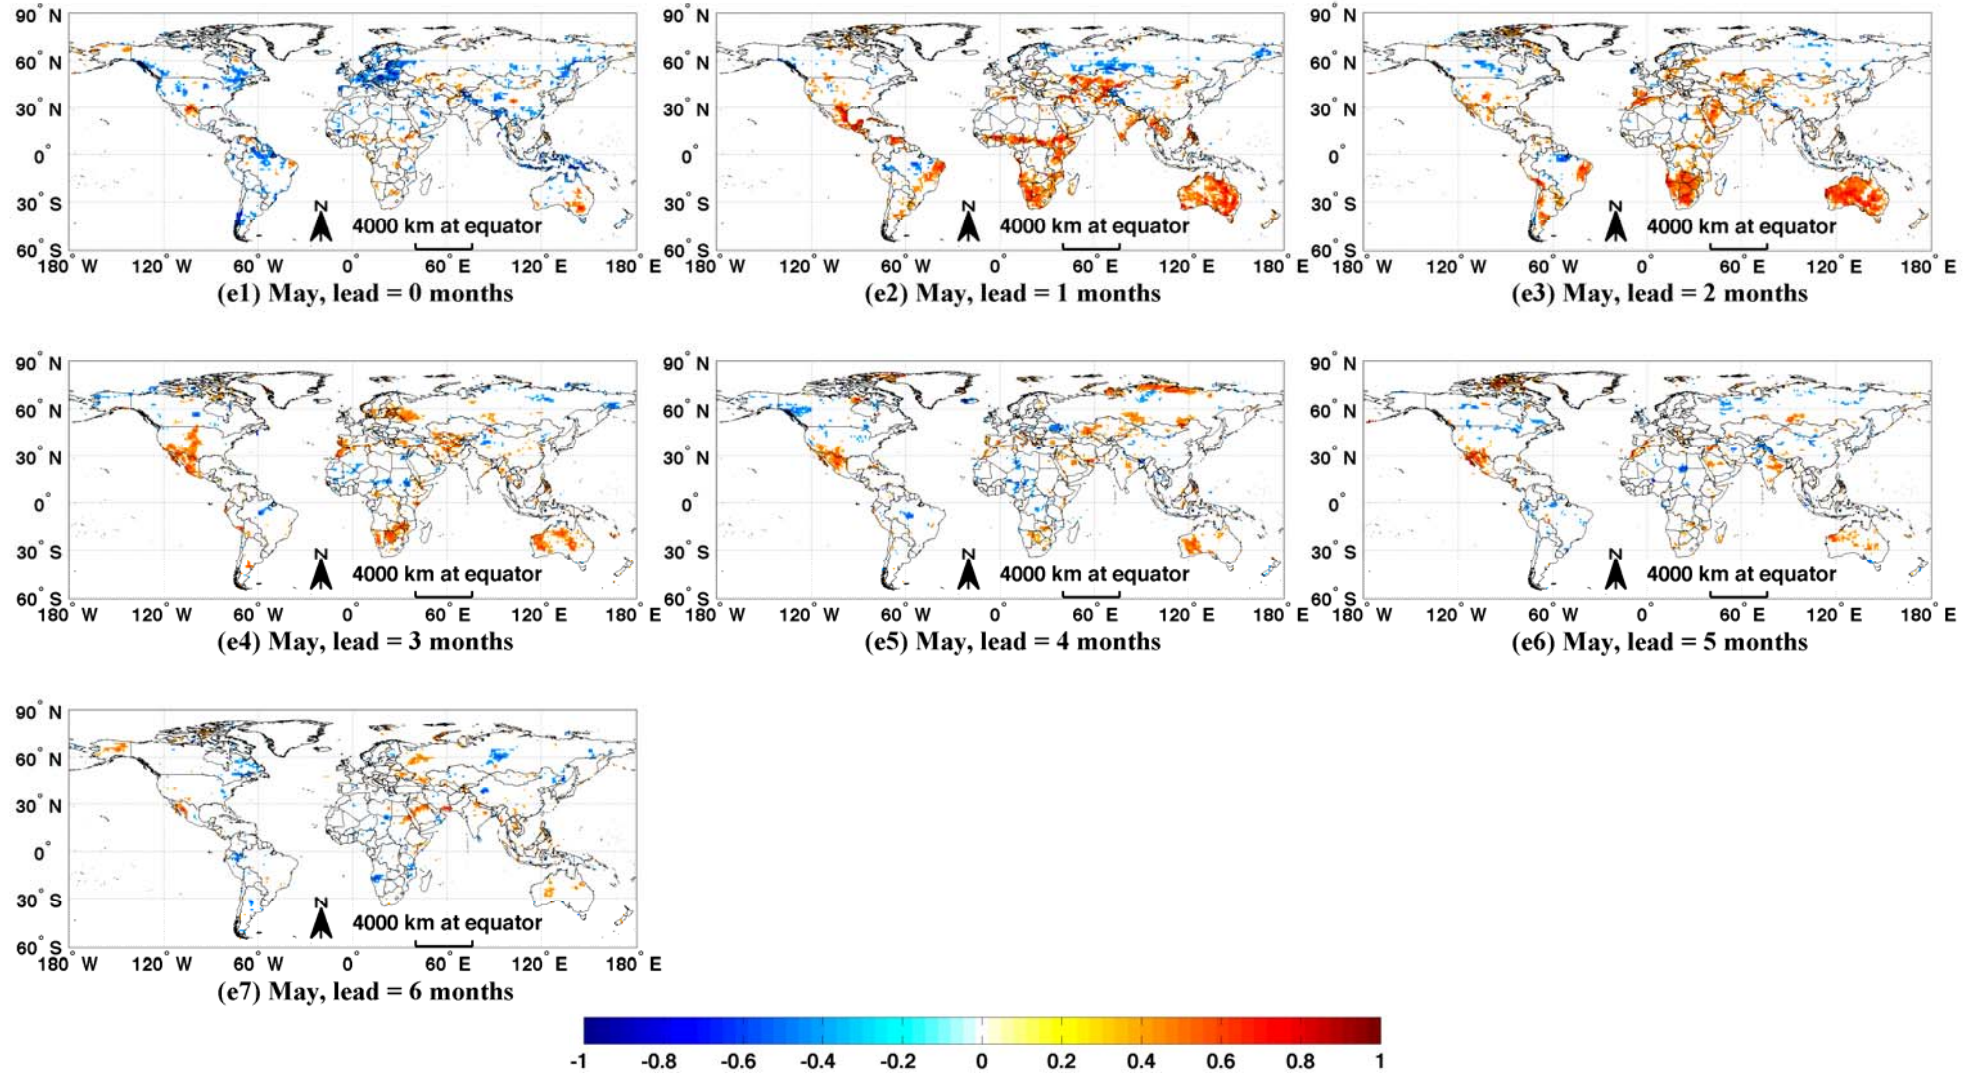 90° N
60° N
30° N
0°
30° S
60° S
N
4000 km at equator
180° W 120° W 60° W 0° 60° E 120° E 180° E
(e1) May, lead = 0 months
90° N
60° N
30° N
0°
30° S
60° S
N
4000 km at equator
180° W 120° W 60° W 0° 60° E 120° E 180° E
(e2) May, lead = 1 months
90° N
60° N
30° N
0°
30° S
60° S
N
4000 km at equator
180° W 120° W 60° W 0° 60° E 120° E 180° E
(e3) May, lead = 2 months
90° N
60° N
30° N
0°
30° S
60° S
N
4000 km at equator
180° W 120° W 60° W 0° 60° E 120° E 180° E
(e4) May, lead = 3 months
90° N
60° N
30° N
0°
30° S
60° S
N
4000 km at equator
180° W 120° W 60° W 0° 60° E 120° E 180° E
(e5) May, lead = 4 months
90° N
60° N
30° N
0°
30° S
60° S
N
4000 km at equator
180° W 120° W 60° W 0° 60° E 120° E 180° E
(e6) May, lead = 5 months
90° N
60° N
30° N
0°
30° S
60° S
N
4000 km at equator
180° W 120° W 60° W 0° 60° E 120° E 180° E
(e7) May, lead = 6 months
-1 -0.8 -0.6 -0.4 -0.2 0 0.2 0.4 0.6 0.8 1